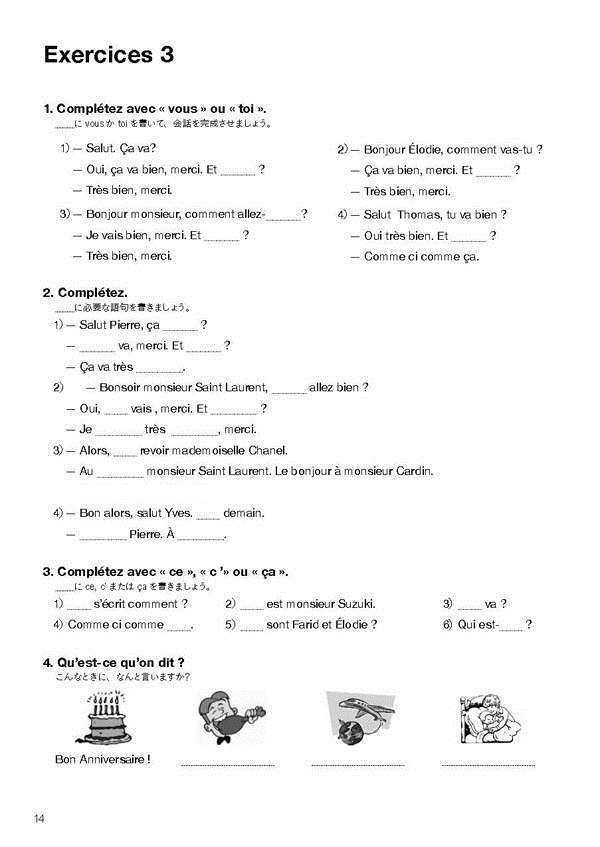 Exercices 3
1. Complétez avec « vous » ou « toi ».
____に vous か toi を書いて、会話を完成させましょう。
1) — Salut. Ça va?
— Oui, ça va bien, merci. Et ______ ?
— Très bien, merci.
2) — Bonjour Élodie, comment vas-tu ?
— Ça va bien, merci. Et ______ ?
— Très bien, merci.
3) — Bonjour monsieur, comment allez-______?
— Je vais bien, merci. Et ______ ?
— Très bien, merci.
4) — Salut Thomas, tu va bien ?
— Oui très bien. Et ______ ?
— Comme ci comme ça.
2. Complétez.
____に必要な語句を書きましょう。
1) — Salut Pierre, ça ______ ?
— ______ va, merci. Et ______ ?
— Ça va très ________.
2) — Bonsoir monsieur Saint Laurent, ______ allez bien ?
— Oui, ____ vais , merci. Et ________ ?
— Je ________ très ________, merci.
3) — Alors, ____ revoir mademoiselle Chanel.
— Au ________ monsieur Saint Laurent. Le bonjour à monsieur Cardin.
4) — Bon alors, salut Yves. ____ demain.
— ________ Pierre. À ________.
3. Complétez avec « ce », « c ’» ou « ça ».
____に ce, c’ または ça を書きましょう。
1) ____ s’écrit comment ? 2) ____ est monsieur Suzuki. 3) ____ va ?
4) Comme ci comme ____. 5) ____ sont Farid et Élodie ? 6) Qui est-____ ?
4. Qu’est-ce qu’on dit ?
こんなときに、なんと言いますか?
Bon Anniversaire !
14